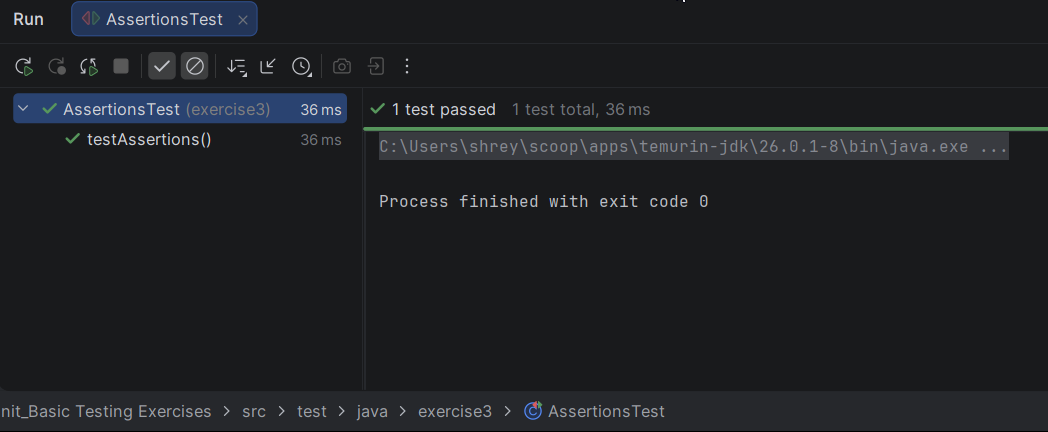 Run AssertionsTest
AssertionsTest (exercise3) 36 ms
testAssertions() 36 ms
1 test passed 1 test total, 36 ms
C:\Users\shrey\scoop\apps\temurin-jdk\26.0.1-8\bin\java.exe ...
Process finished with exit code 0
nit_Basic Testing Exercises > src > test > java > exercise3 > AssertionsTest